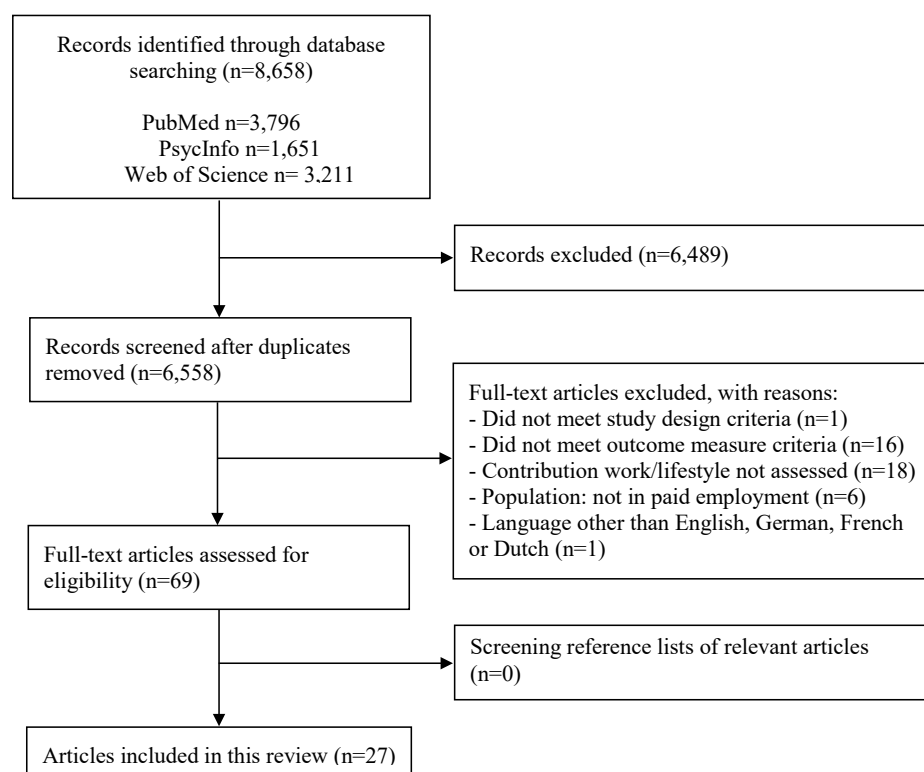 Records identified through database
searching (n=8,658)
PubMed n=3,796
PsycInfo n=1,651
Web of Science n= 3,211
Records excluded (n=6,489)
Records screened after duplicates
removed (n=6,558)
Full-text articles excluded, with reasons:
- Did not meet study design criteria (n=1)
- Did not meet outcome measure criteria (n=16)
- Contribution work/lifestyle not assessed (n=18)
- Population: not in paid employment (n=6)
- Language other than English, German, French
or Dutch (n=1)
Full-text articles assessed for
eligibility (n=69)
Screening reference lists of relevant articles
(n=0)
Articles included in this review (n=27)